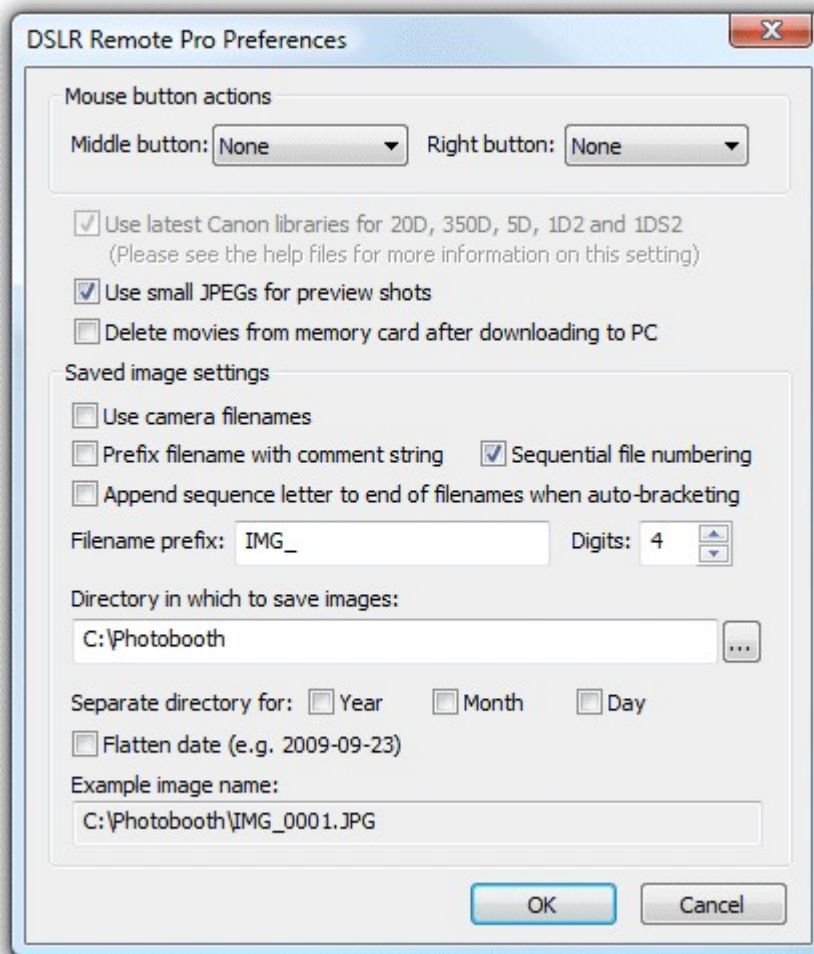 DSLR Remote Pro Preferences
Mouse button actions
Middle button: None Right button: None
Use latest Canon libraries for 20D, 350D, 5D, 1D2 and 1DS2
(Please see the help files for more information on this setting)
Use small JPEGs for preview shots
Delete movies from memory card after downloading to PC
Saved image settings
Use camera filenames
Prefix filename with comment string Sequential file numbering
Append sequence letter to end of filenames when auto-bracketing
Filename prefix: IMG_ Digits: 4
Directory in which to save images:
C:\Photobooth ...
Separate directory for: Year Month Day
Flatten date (e.g. 2009-09-23)
Example image name:
C:\Photobooth\IMG_0001.JPG
OK Cancel